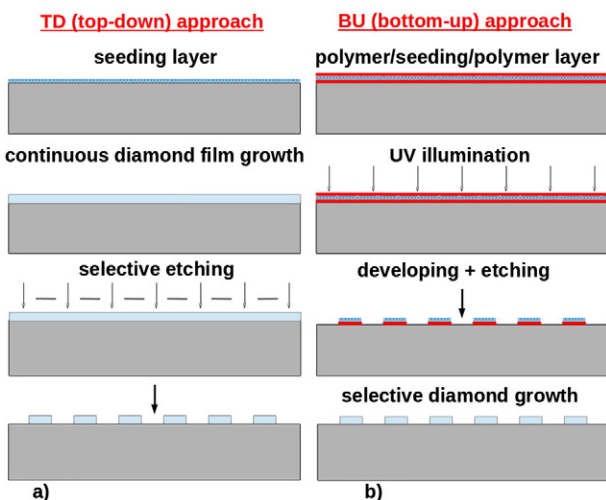 TD (top-down) approach
seeding layer
continuous diamond film growth
selective etching
a)
BU (bottom-up) approach
polymer/seeding/polymer layer
UV illumination
developing + etching
selective diamond growth
b)